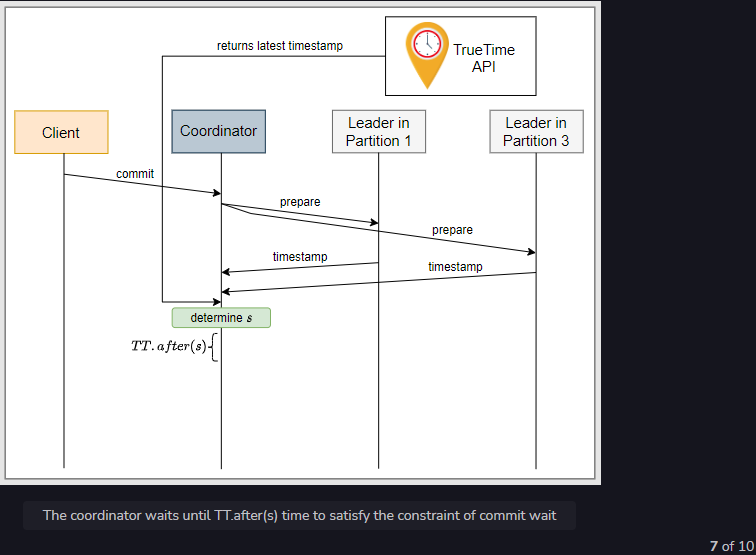 returns latest timestamp
TrueTime
API
Client
Coordinator
Leader in
Partition 1
Leader in
Partition 3
commit
prepare
prepare
timestamp
timestamp
determine s
TT.after(s)
The coordinator waits until TT.after(s) time to satisfy the constraint of commit wait
7 of 10